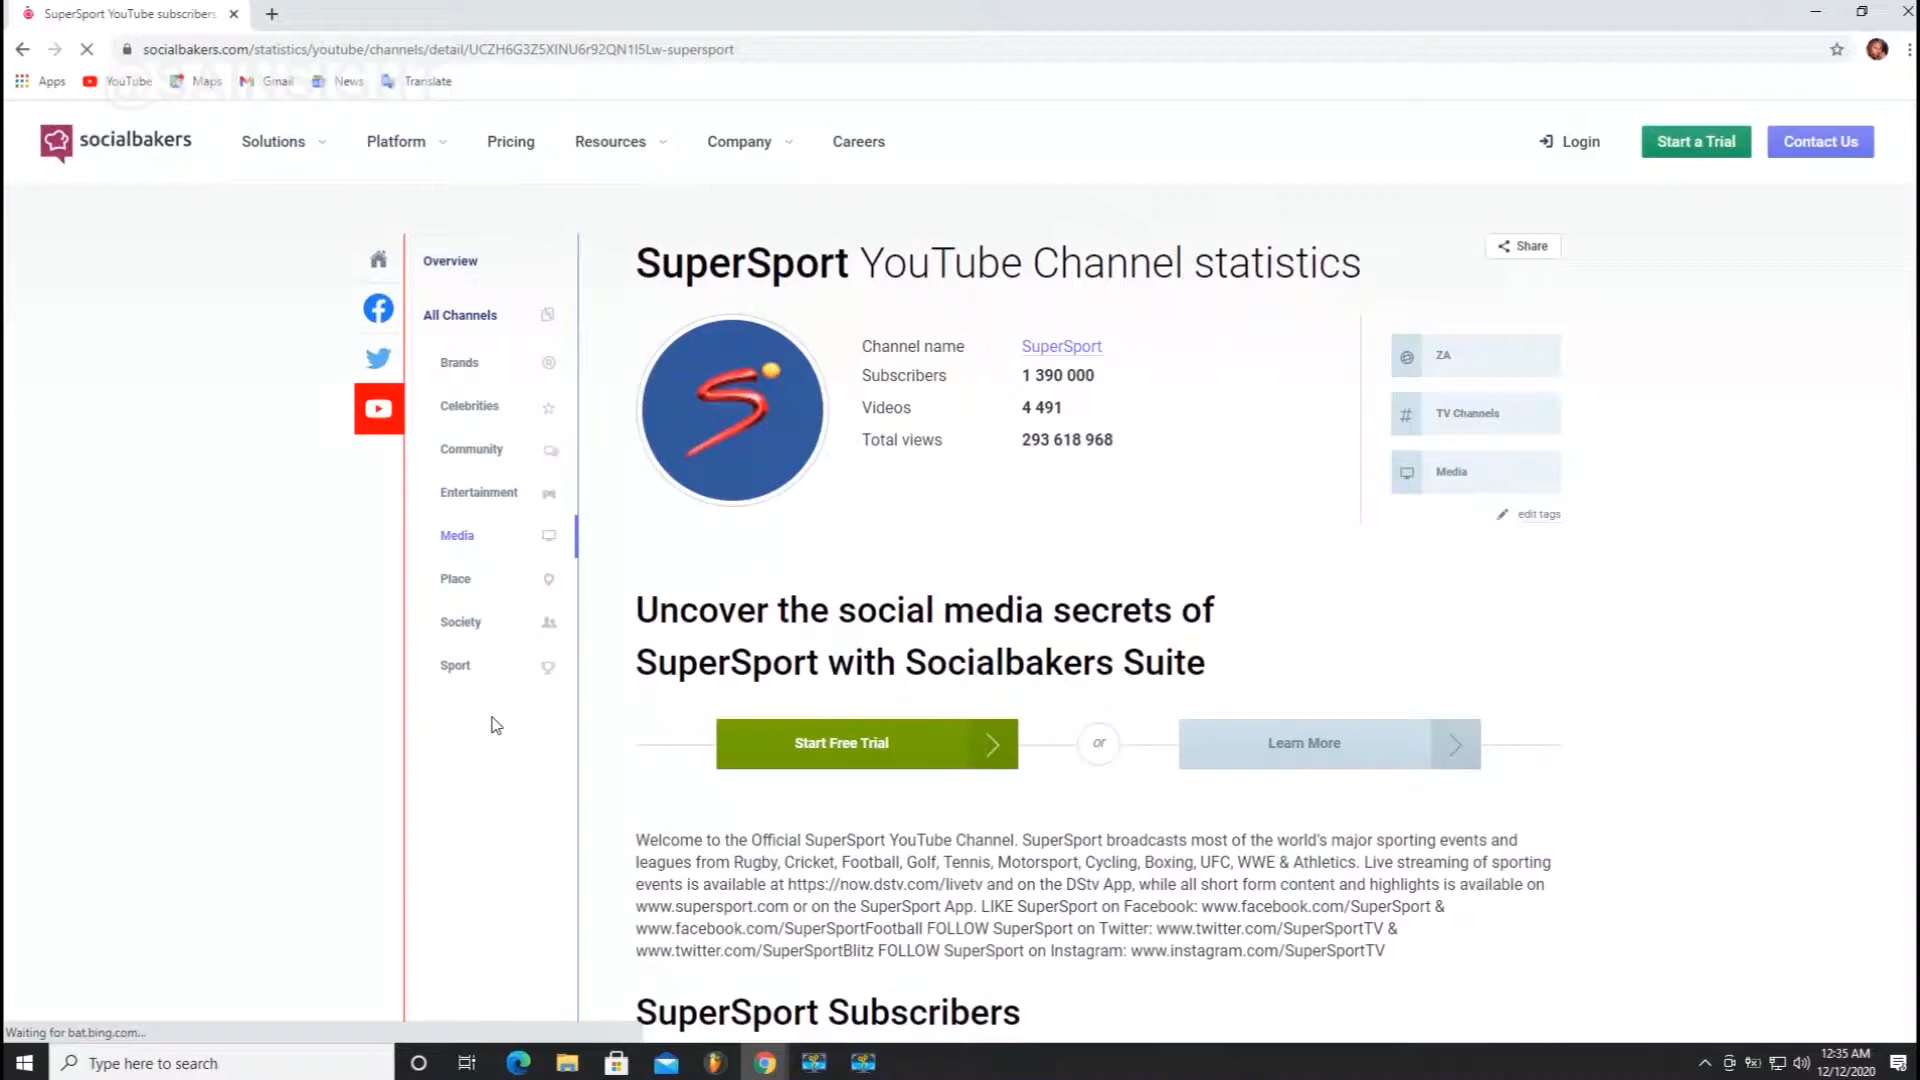 SuperSport YouTube subscribers
socialbakers.com/statistics/youtube/channels/detail/UCZH6G3Z5XINU6r92QN1I5Lw-supersport
Apps YouTube Maps Gmail News Translate
@SAINSIGHT
socialbakers Solutions Platform Pricing Resources Company Careers Login Start a Trial Contact Us
Overview
All Channels
Brands
Celebrities
Community
Entertainment
Media
Place
Society
Sport
SuperSport YouTube Channel statistics
Share
Channel name SuperSport
Subscribers 1 390 000
Videos 4 491
Total views 293 618 968
ZA
# TV Channels
Media
edit tags
Uncover the social media secrets of
SuperSport with Socialbakers Suite
Start Free Trial or Learn More
Welcome to the Official SuperSport YouTube Channel. SuperSport broadcasts most of the world's major sporting events and
leagues from Rugby, Cricket, Football, Golf, Tennis, Motorsport, Cycling, Boxing, UFC, WWE & Athletics. Live streaming of sporting
events is available at https://now.dstv.com/livetv and on the DStv App, while all short form content and highlights is available on
www.supersport.com or on the SuperSport App. LIKE SuperSport on Facebook: www.facebook.com/SuperSport &
www.facebook.com/SuperSportFootball FOLLOW SuperSport on Twitter: www.twitter.com/SuperSportTV &
www.twitter.com/SuperSportBlitz FOLLOW SuperSport on Instagram: www.instagram.com/SuperSportTV
SuperSport Subscribers
Waiting for bat.bing.com...
Type here to search
12:35 AM
12/12/2020